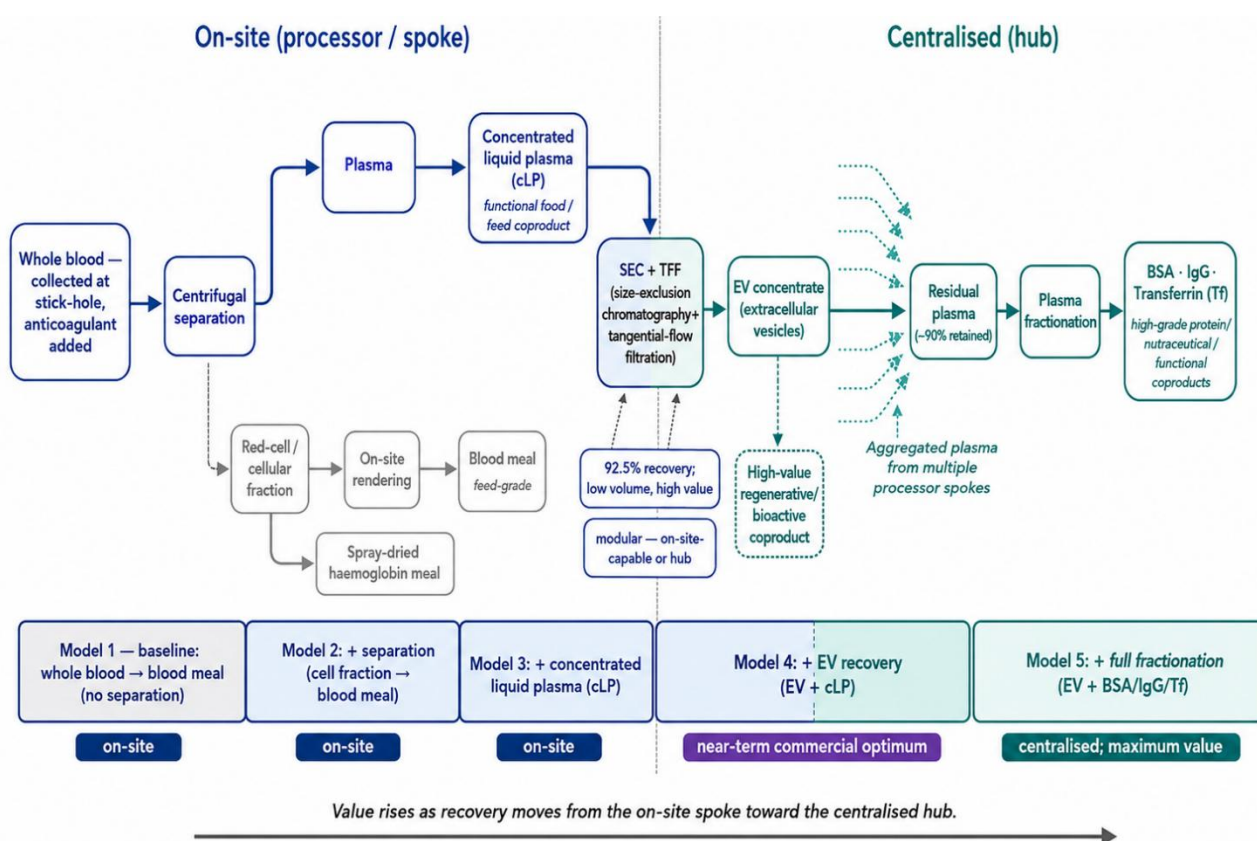 On-site (processor / spoke)
Centralised (hub)
Whole blood —
collected at
stick-hole,
anticoagulant
added
Centrifugal
separation
Plasma
Concentrated
liquid plasma
(cLP)
functional food /
feed coproduct
SEC + TFF
(size-exclusion
chromatography+
tangential-flow
filtration)
EV concentrate
(extracellular
vesicles)
Residual
plasma
(~90% retained)
Plasma
fractionation
BSA · IgG ·
Transferrin (Tf)
high-grade protein/
nutraceutical /
functional
coproducts
Red-cell /
cellular
fraction
On-site
rendering
Blood meal
feed-grade
Spray-dried
haemoglobin meal
92.5% recovery;
low volume, high value
modular — on-site-
capable or hub
High-value
regenerative/
bioactive
coproduct
Aggregated plasma
from multiple
processor spokes
Model 1 — baseline:
whole blood → blood meal
(no separation)
Model 2: + separation
(cell fraction →
blood meal)
Model 3: + concentrated
liquid plasma (cLP)
Model 4: + EV recovery
(EV + cLP)
Model 5: + full fractionation
(EV + BSA/IgG/Tf)
on-site
on-site
on-site
near-term commercial optimum
centralised; maximum value
Value rises as recovery moves from the on-site spoke toward the centralised hub.